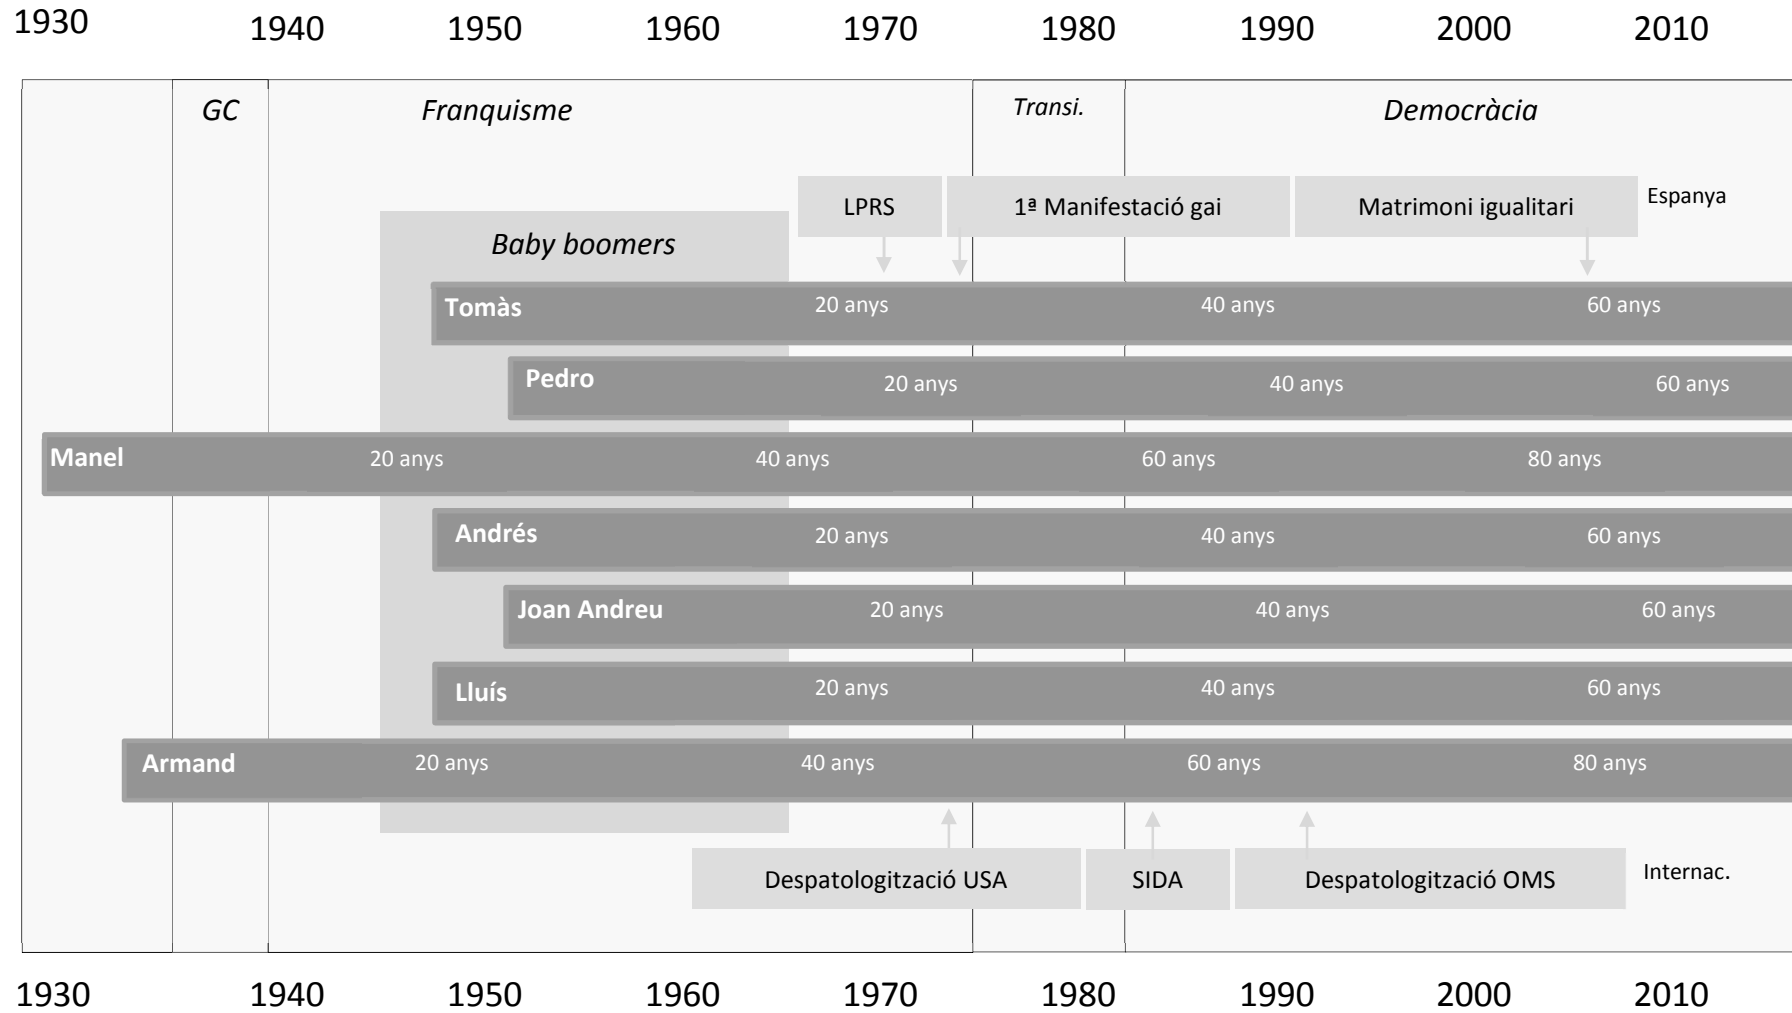 1930 1940 1950 1960 1970 1980 1990 2000 2010
GC Franquisme Transi. Democràcia
LPRS 1ª Manifestació gai Matrimoni igualitari Espanya
Baby boomers
Tomàs 20 anys 40 anys 60 anys
Pedro 20 anys 40 anys 60 anys
Manel 20 anys 40 anys 60 anys 80 anys
Andrés 20 anys 40 anys 60 anys
Joan Andreu 20 anys 40 anys 60 anys
Lluís 20 anys 40 anys 60 anys
Armand 20 anys 40 anys 60 anys 80 anys
Despatologització USA SIDA Despatologització OMS Internac.
1930 1940 1950 1960 1970 1980 1990 2000 2010